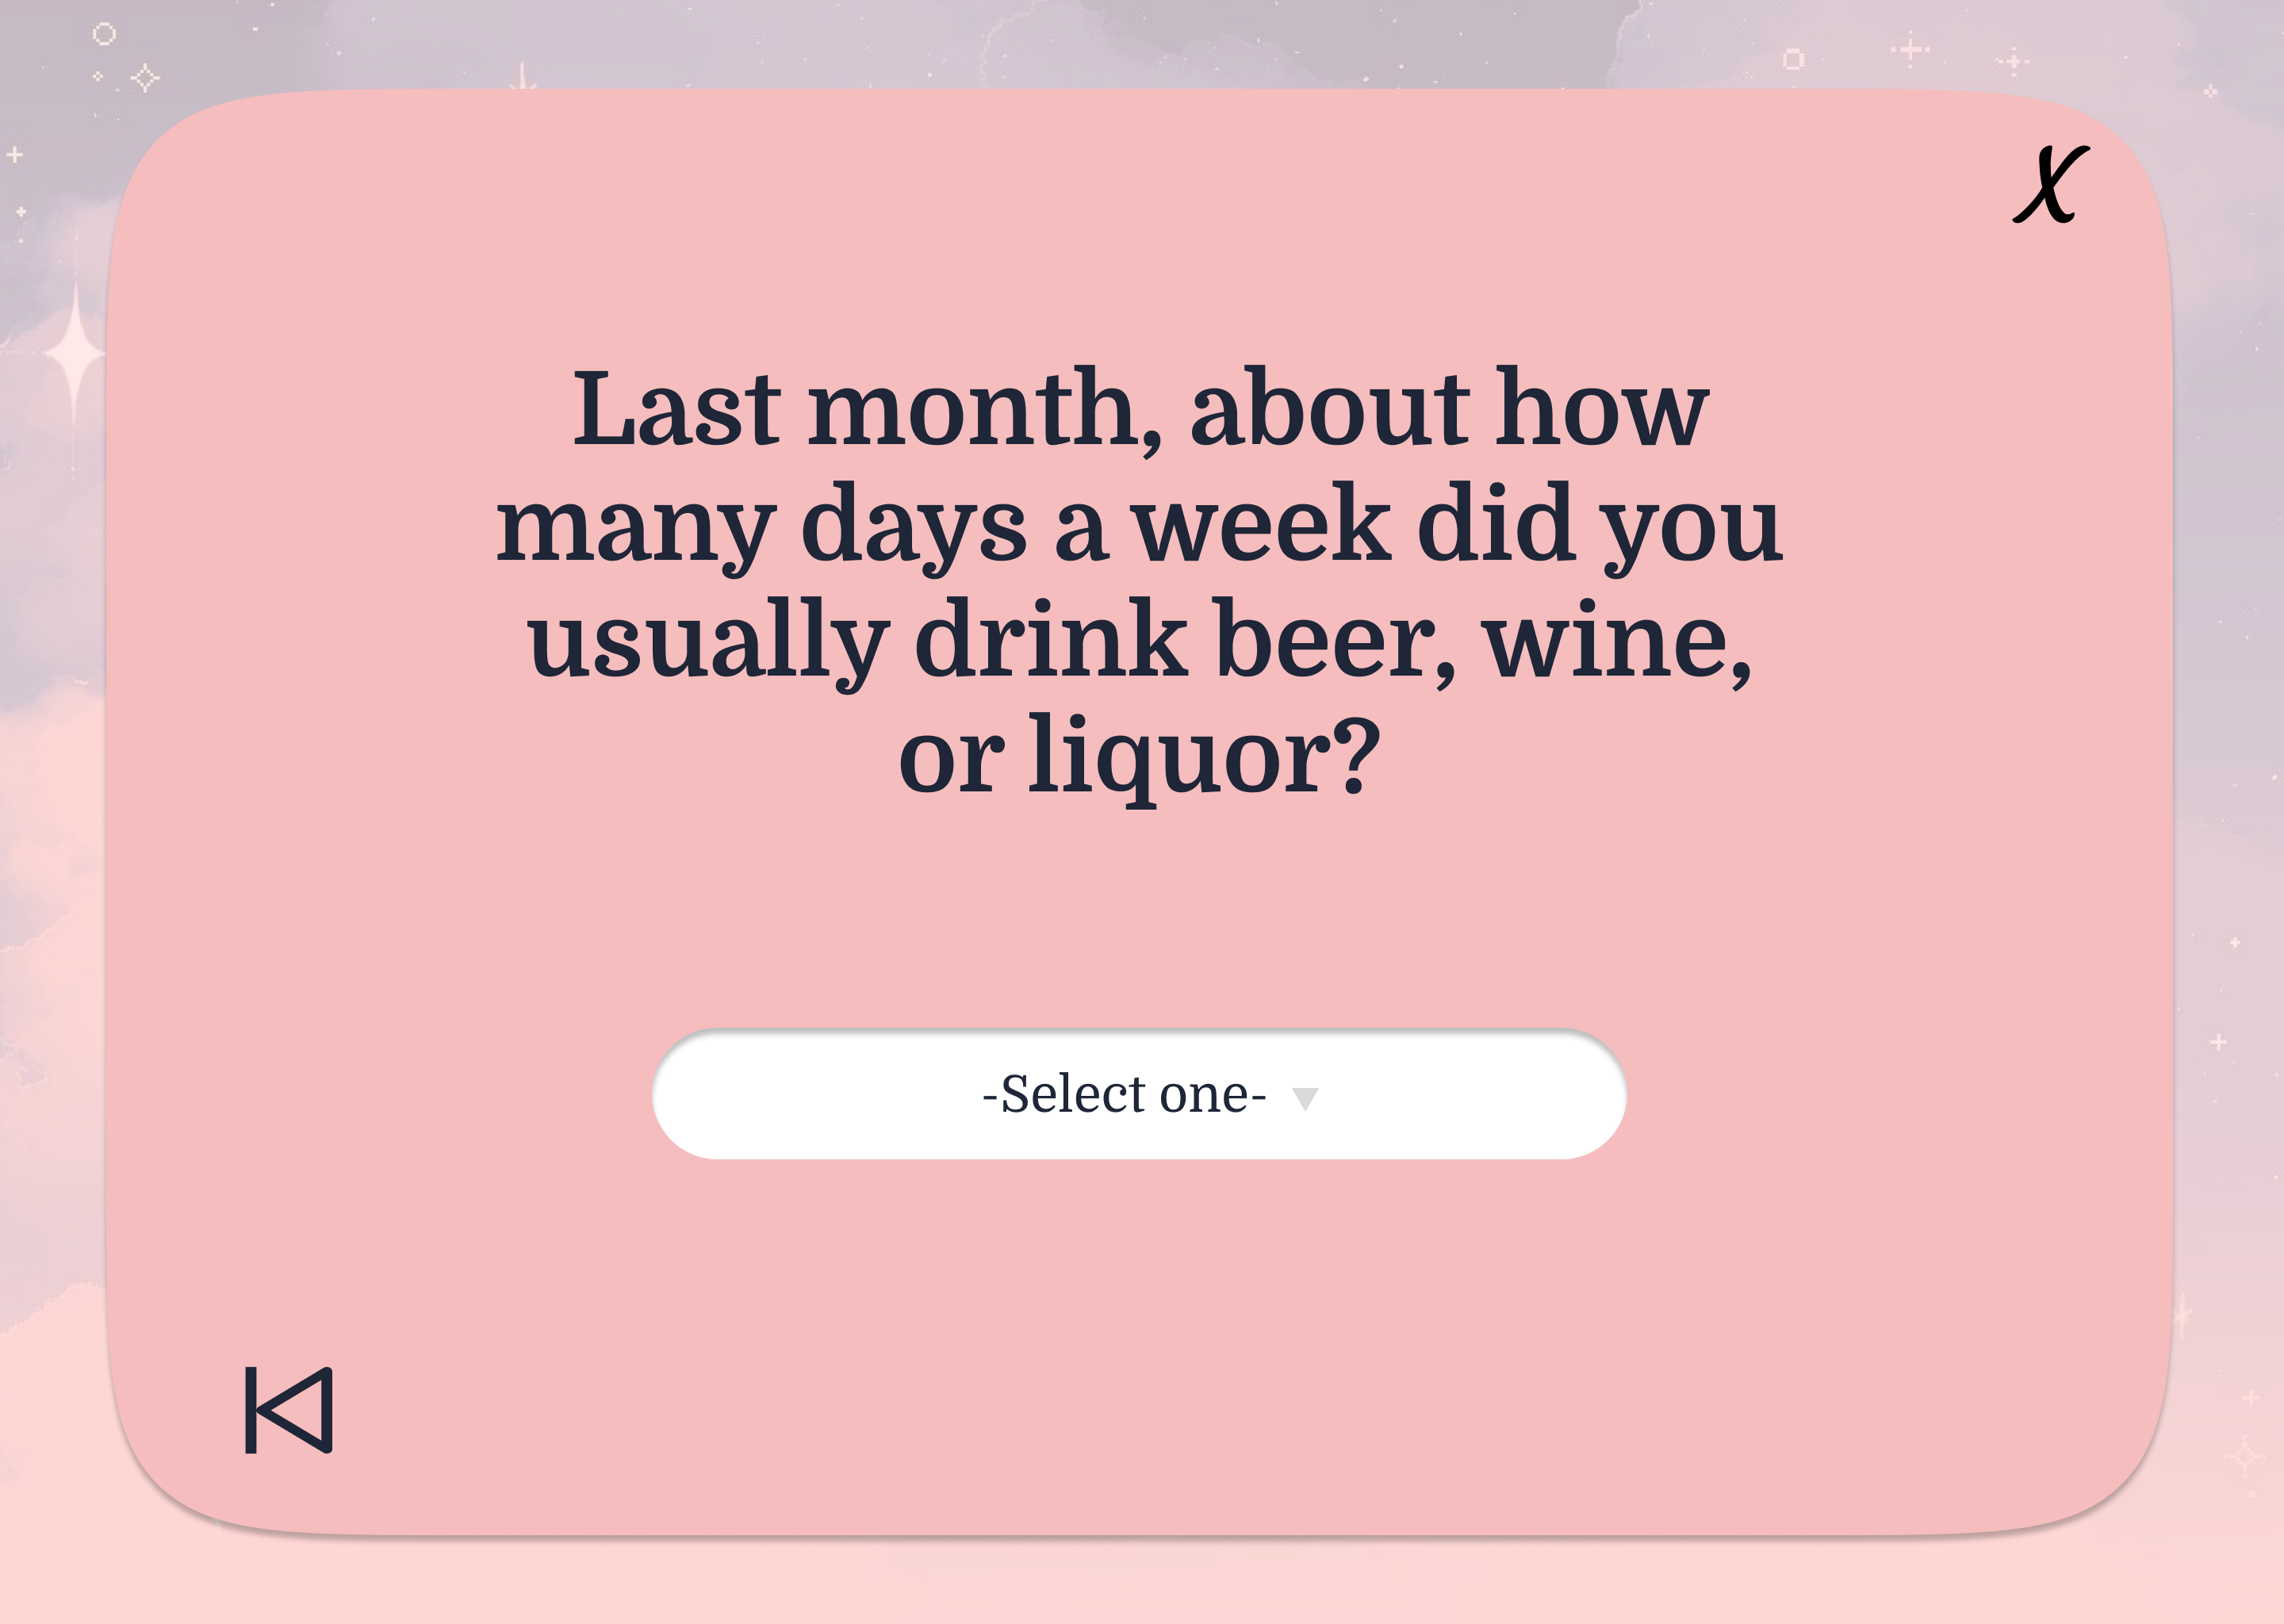 X
Last month, about how
many days a week did you
usually drink beer, wine,
or liquor?
-Select one-